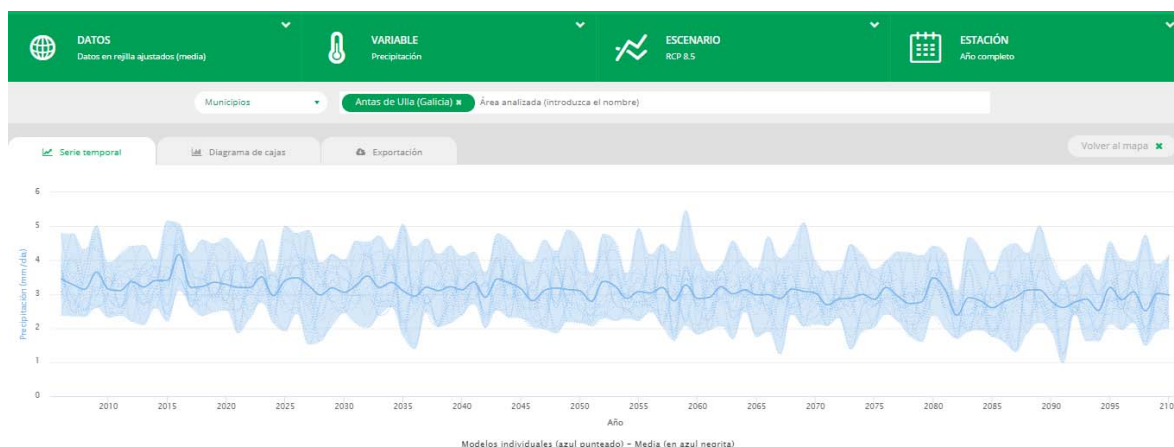 DATOS
Datos en rejilla ajustados (media)
VARIABLE
Precipitación
ESCENARIO
RCP 8.5
ESTACIÓN
Año completo
Municipios
Antas de Ulla (Galicia) ×
Área analizada (introduzca el nombre)
Serie temporal
Diagrama de cajas
Exportación
Volver al mapa ×
6
5
4
3
2
1
0
Precipitación (mm/día)
2010 2015 2020 2025 2030 2035 2040 2045 2050 2055 2060 2065 2070 2075 2080 2085 2090 2095 210
Año
Modelos individuales (azul punteado) – Media (en azul negrita)